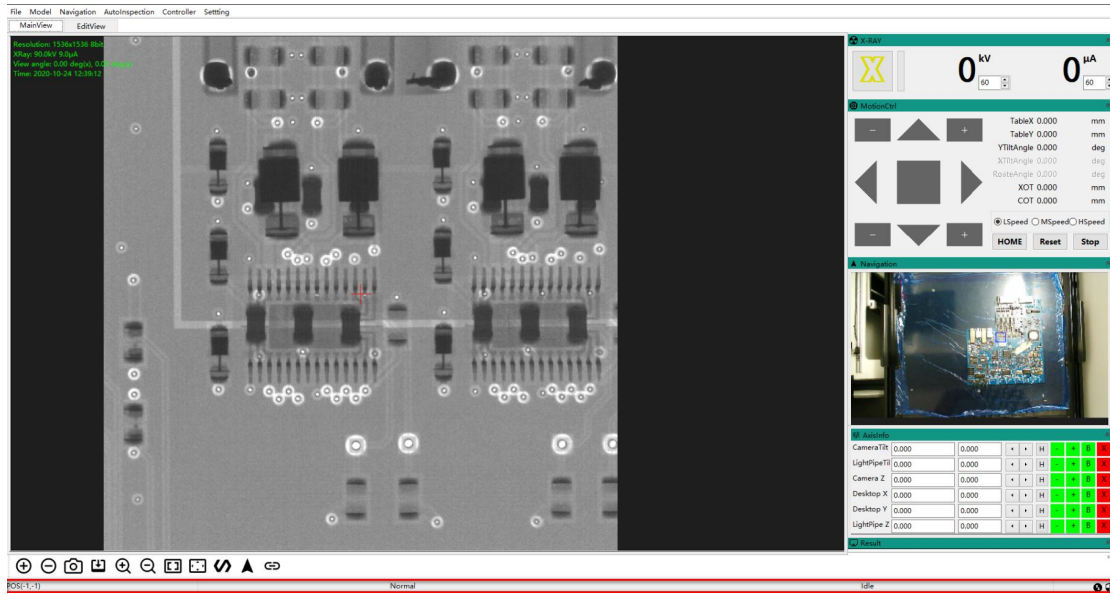 File Model Navigation AutoInspection Controller Settting
MainView EditView
Resolution: 1536x1536 8bit
XRay: 90.0kV 9.0μA
View angle: 0.00 deg(x), 0.0
Time: 2020-10-24 12:39:12
X-RAY
0 kV 60 0 μA 60
MotionCtrl
TableX 0.000 mm
TableY 0.000 mm
YTiltAngle 0.000 deg
XTiltAngle 0.000 deg
RoateAngle 0.000 deg
XOT 0.000 mm
COT 0.000 mm
LSpeed MSpeed HSpeed
HOME Reset Stop
Navigation
AxisInfo
CameraTilt 0.000 0.000 H - + B X
LightPipeTil 0.000 0.000 H - + B X
Camera Z 0.000 0.000 H - + B X
Desktop X 0.000 0.000 H - + B X
Desktop Y 0.000 0.000 H - + B X
LightPipe Z 0.000 0.000 H - + B X
Result
POS(-1,-1) Normal Idle